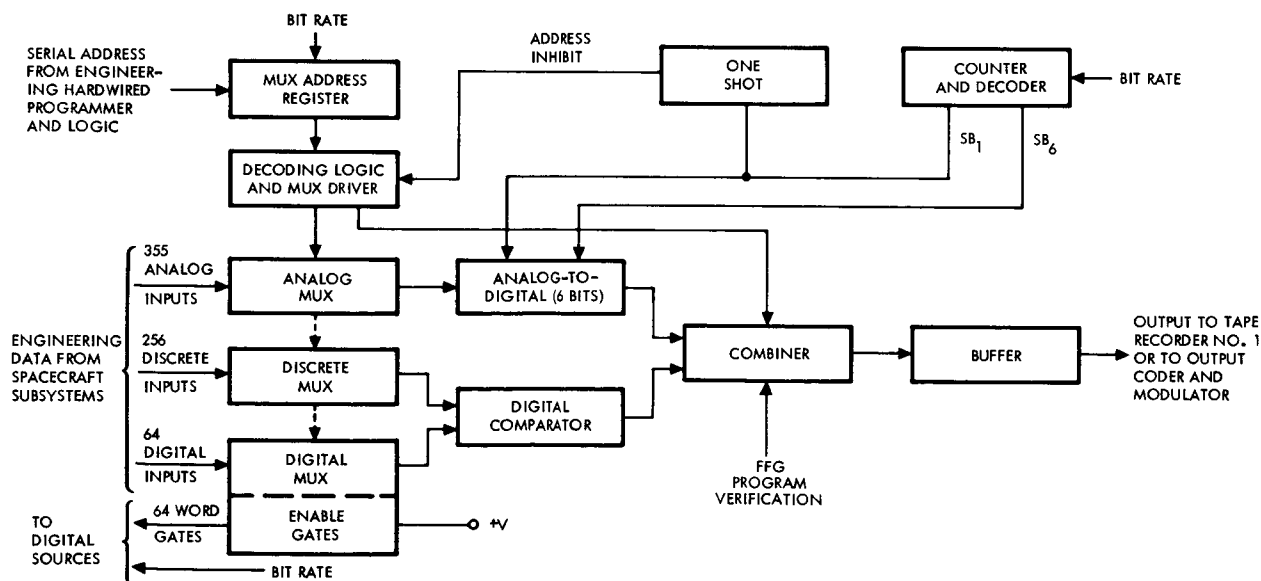 BIT RATE
SERIAL ADDRESS
FROM ENGINEER-
ING HARDWIRED
PROGRAMMER
AND LOGIC
MUX ADDRESS
REGISTER
ADDRESS
INHIBIT
ONE
SHOT
COUNTER
AND DECODER
BIT RATE
SB1
SB6
DECODING LOGIC
AND MUX DRIVER
355
ANALOG
INPUTS
ANALOG
MUX
ANALOG-TO-
DIGITAL (6 BITS)
ENGINEERING
DATA FROM
SPACECRAFT
SUBSYSTEMS
256
DISCRETE
INPUTS
DISCRETE
MUX
DIGITAL
COMPARATOR
COMBINER
BUFFER
OUTPUT TO TAPE
RECORDER NO. 1
OR TO OUTPUT
CODER AND
MODULATOR
64
DIGITAL
INPUTS
DIGITAL
MUX
FFG
PROGRAM
VERIFICATION
TO
DIGITAL
SOURCES
64 WORD
GATES
ENABLE
GATES
+V
BIT RATE